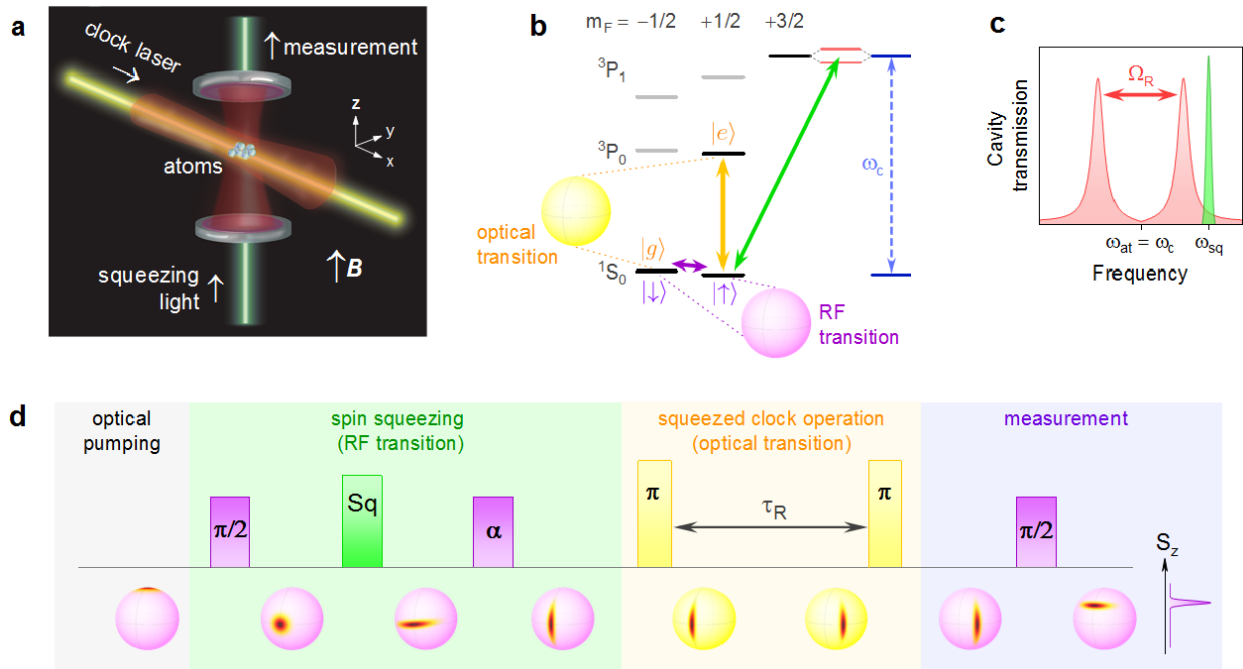 a
clock laser
measurement
z
y
x
atoms
B
squeezing
light
b
m_F = −1/2 +1/2 +3/2
³P₁
³P₀
|e⟩
ω_c
optical
transition
|g⟩
¹S₀
|↓⟩ |↑⟩
RF
transition
c
Ω_R
Cavity
transmission
ω_at = ω_c ω_sq
Frequency
d
optical
pumping
spin squeezing
(RF transition)
squeezed clock operation
(optical transition)
measurement
π/2
Sq
α
π
τ_R
π
π/2
S_z